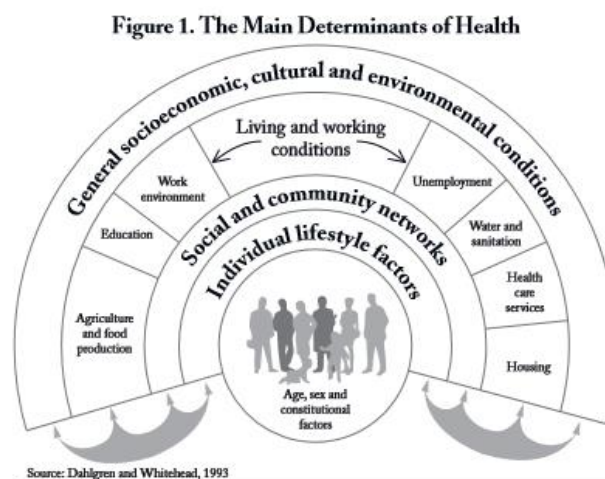 Figure 1. The Main Determinants of Health
General socioeconomic, cultural and environmental conditions
Living and working
conditions
Work
environment
Unemployment
Education
Water and
sanitation
Social and community networks
Individual lifestyle factors
Agriculture
and food
production
Health
care
services
Housing
Age, sex and
constitutional
factors
Source: Dahlgren and Whitehead, 1993